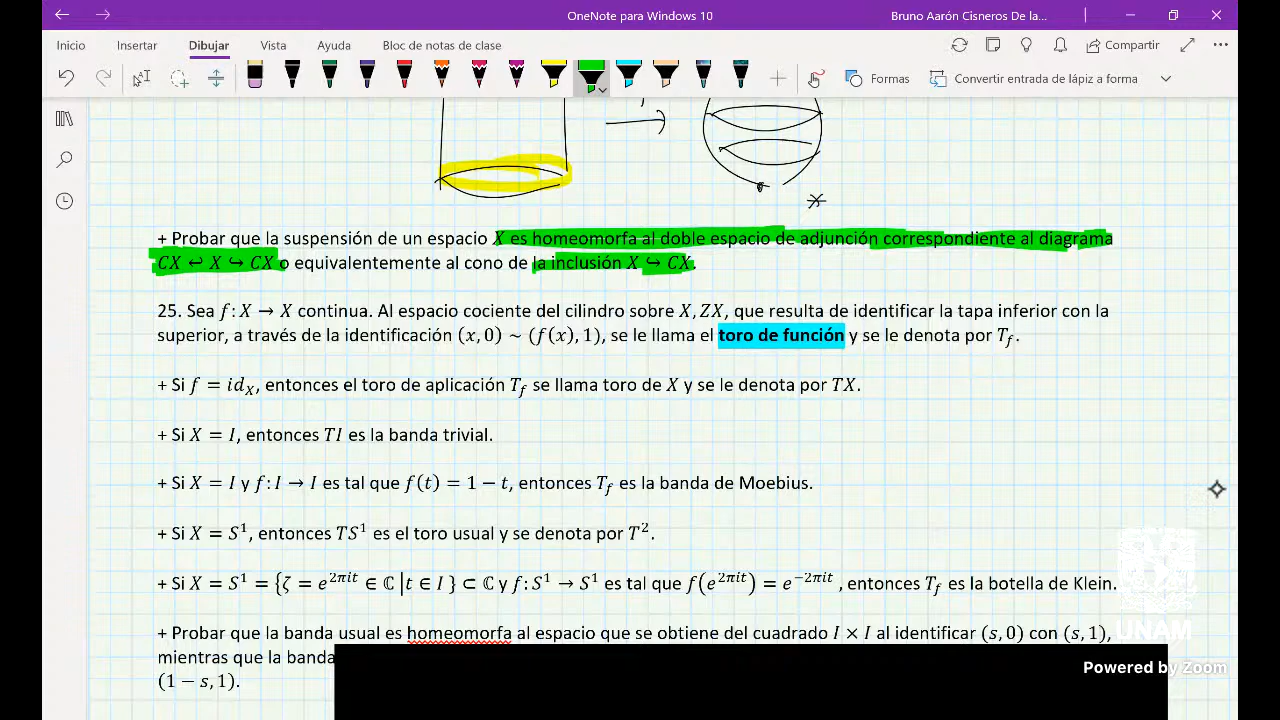 OneNote para Windows 10
Bruno Aarón Cisneros De la...
Inicio Insertar Dibujar Vista Ayuda Bloc de notas de clase
Compartir
Formas
Convertir entrada de lápiz a forma
+ Probar que la suspensión de un espacio X es homeomorfa al doble espacio de adjunción correspondiente al diagrama
CX ↩ X ↪ CX o equivalentemente al cono de la inclusión X ↪ CX.
25. Sea f: X → X continua. Al espacio cociente del cilindro sobre X, ZX, que resulta de identificar la tapa inferior con la
superior, a través de la identificación (x, 0) ~ (f(x), 1), se le llama el toro de función y se le denota por T_f.
+ Si f = id_X, entonces el toro de aplicación T_f se llama toro de X y se le denota por TX.
+ Si X = I, entonces TI es la banda trivial.
+ Si X = I y f: I → I es tal que f(t) = 1 − t, entonces T_f es la banda de Moebius.
+ Si X = S¹, entonces TS¹ es el toro usual y se denota por T².
+ Si X = S¹ = {ζ = e^{2πit} ∈ ℂ | t ∈ I } ⊂ ℂ y f: S¹ → S¹ es tal que f(e^{2πit}) = e^{−2πit} , entonces T_f es la botella de Klein.
+ Probar que la banda usual es homeomorfa al espacio que se obtiene del cuadrado I × I al identificar (s, 0) con (s, 1),
mientras que la banda
(1 − s, 1).
UNAM
Powered by Zoom